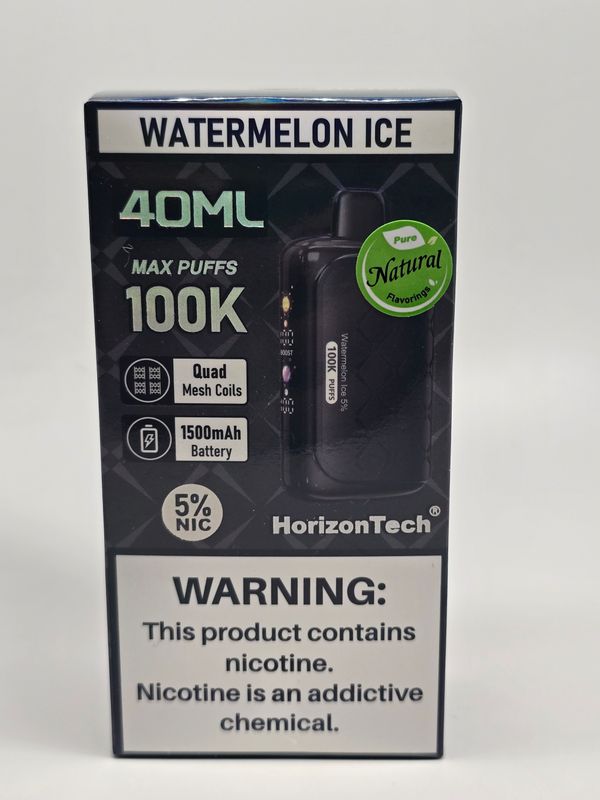 WATERMELON ICE
40ML
MAX PUFFS
100K
Pure
Natural
Flavorings
BOOST
Watermelon Ice 5%
100K PUFFS
Quad
Mesh Coils
1500mAh
Battery
5%
NIC
HorizonTech®
WARNING:
This product contains
nicotine.
Nicotine is an addictive
chemical.